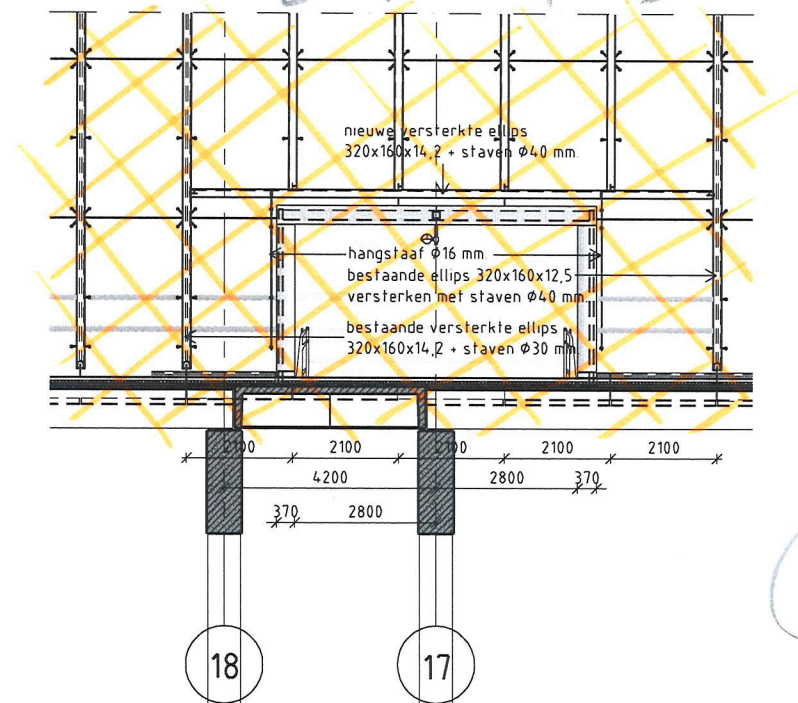 nieuwe versterkte ellips
320x160x14,2 + staven Ø40 mm.
hangstaaf Ø16 mm.
bestaande ellips 320x160x12,5
versterken met staven Ø40 mm.
bestaande versterkte ellips
320x160x14,2 + staven Ø30 mm
2100 2100 2100 2100 2100
4200 2800 370
370 2800
18 17